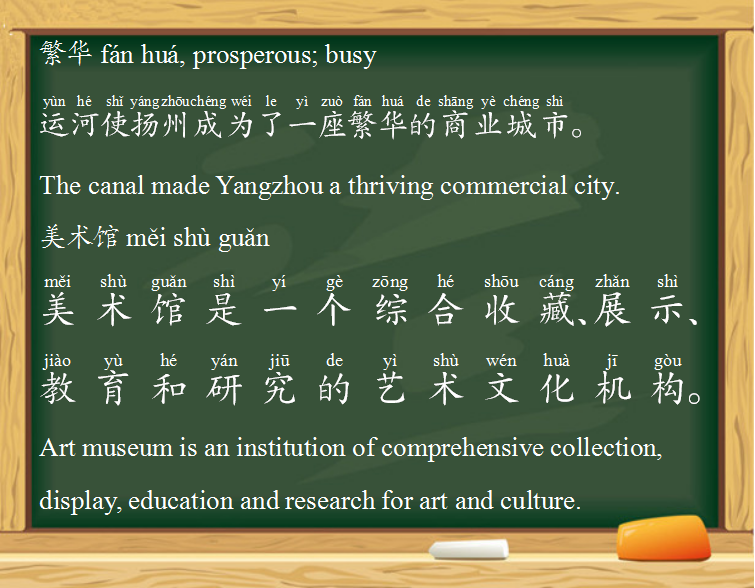 繁华 fán huá, prosperous; busy
yùn hé shǐ yáng zhōu chéng wéi le yì zuò fán huá de shāng yè chéng shì
运河使扬州成为了一座繁华的商业城市。
The canal made Yangzhou a thriving commercial city.
美术馆 měi shù guǎn
měi shù guǎn shì yí gè zōng hé shōu cáng zhǎn shì
美术馆是一个综合收藏、展示、
jiào yù hé yán jiū de yì shù wén huà jī gòu
教育和研究的艺术文化机构。
Art museum is an institution of comprehensive collection,
display, education and research for art and culture.